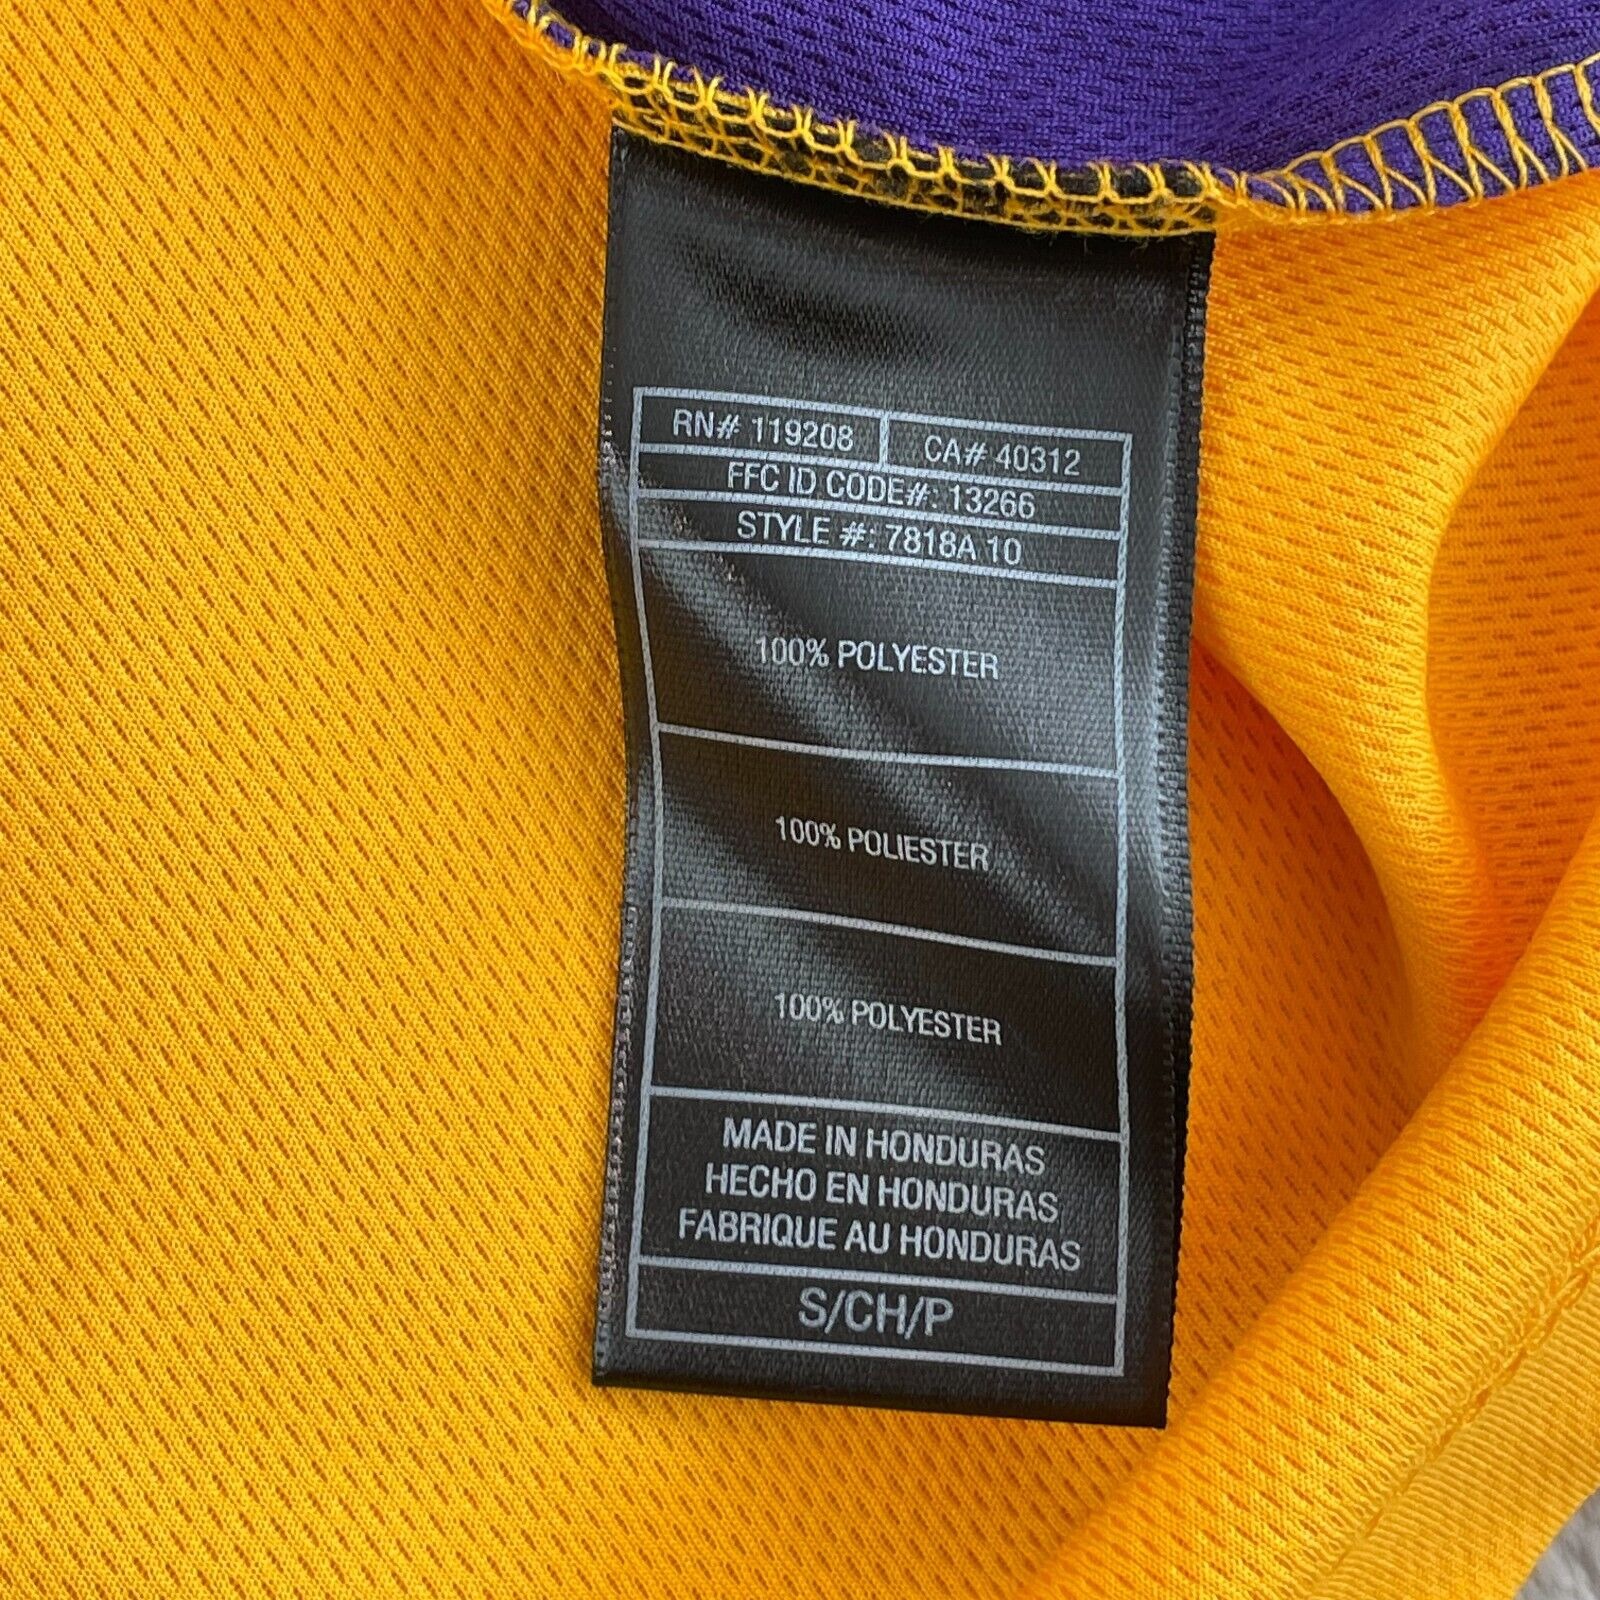 RN# 119208 CA# 40312
FFC ID CODE#: 13266
STYLE #: 7818A 10
100% POLYESTER
100% POLIESTER
100% POLYESTER
MADE IN HONDURAS
HECHO EN HONDURAS
FABRIQUE AU HONDURAS
S/CH/P